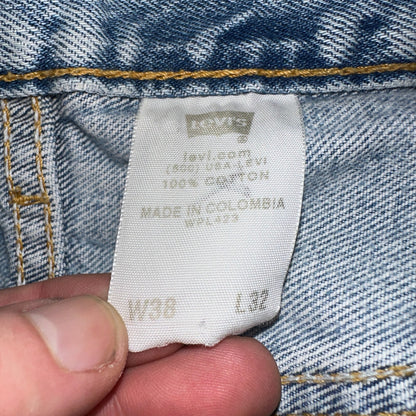 Levi's
®
levi.com
(800) USA-LEVI
100% COTTON
MADE IN COLOMBIA
WPL423
W38 L32